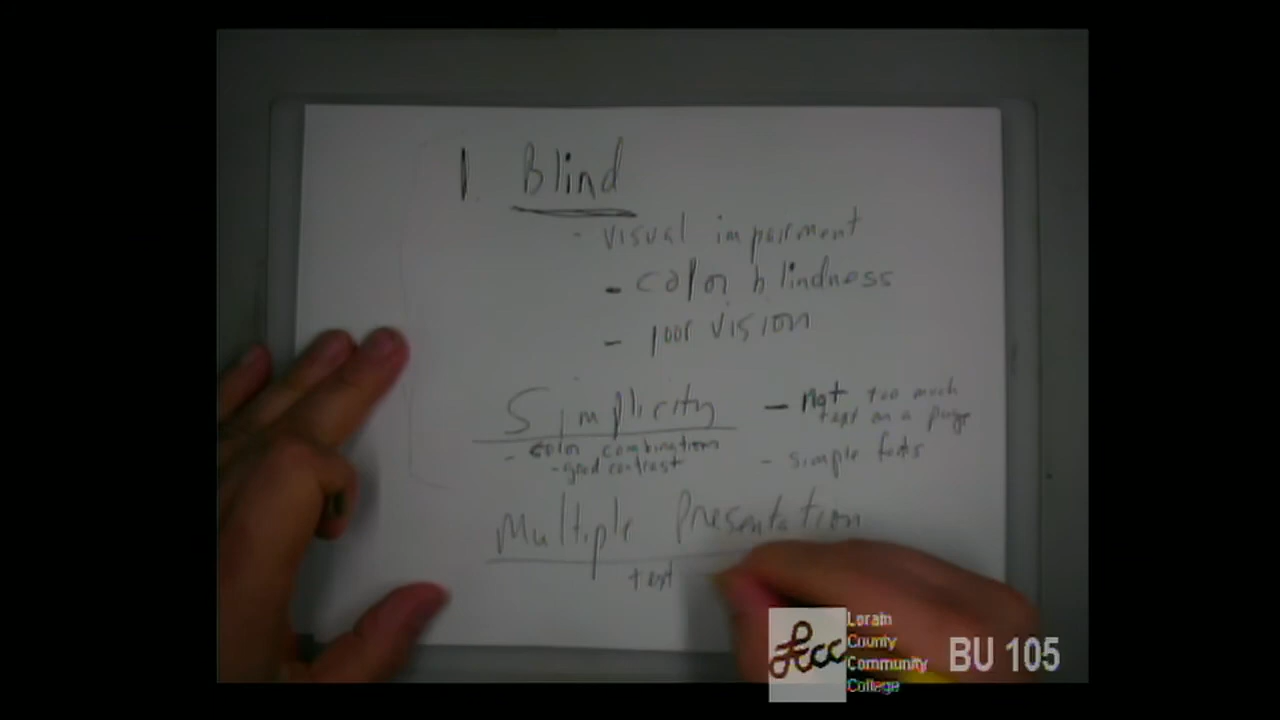 1 Blind
- visual impairment
- color blindness
- poor vision
Simplicity
- color combinations
- good contrast
- Not too much
text on a page
- simple fonts
Multiple Presentation
text
Lorain
County
Community
College
lccc
BU 105